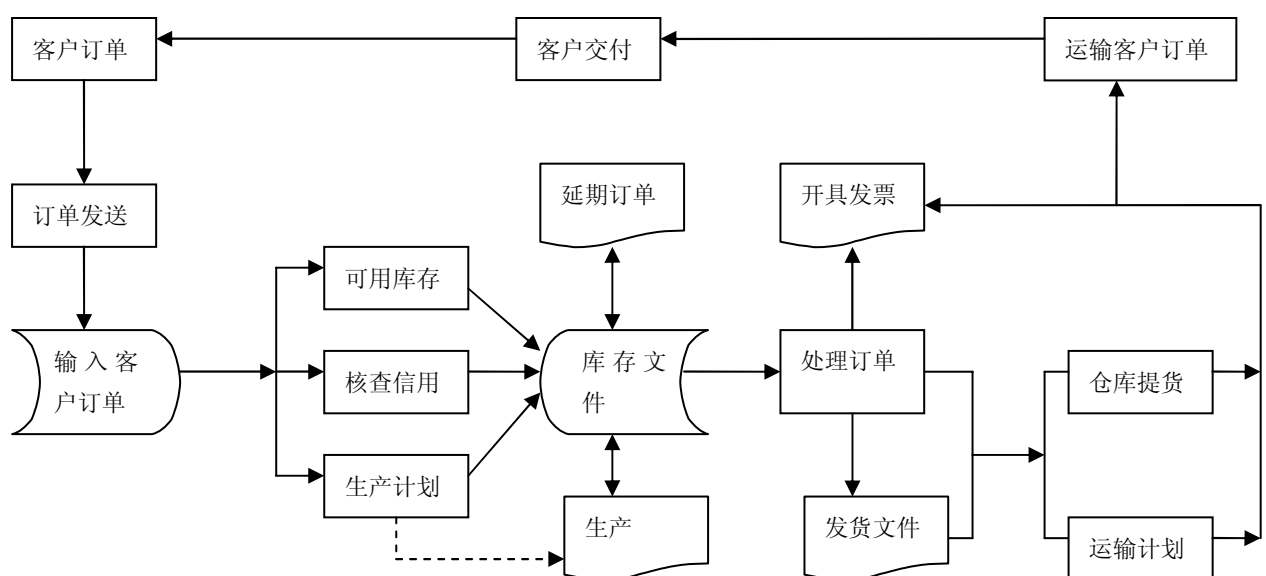 客户订单
客户交付
运输客户订单
订单发送
延期订单
开具发票
可用库存
输入客
户订单
核查信用
库存文
件
处理订单
仓库提货
生产计划
生产
发货文件
运输计划